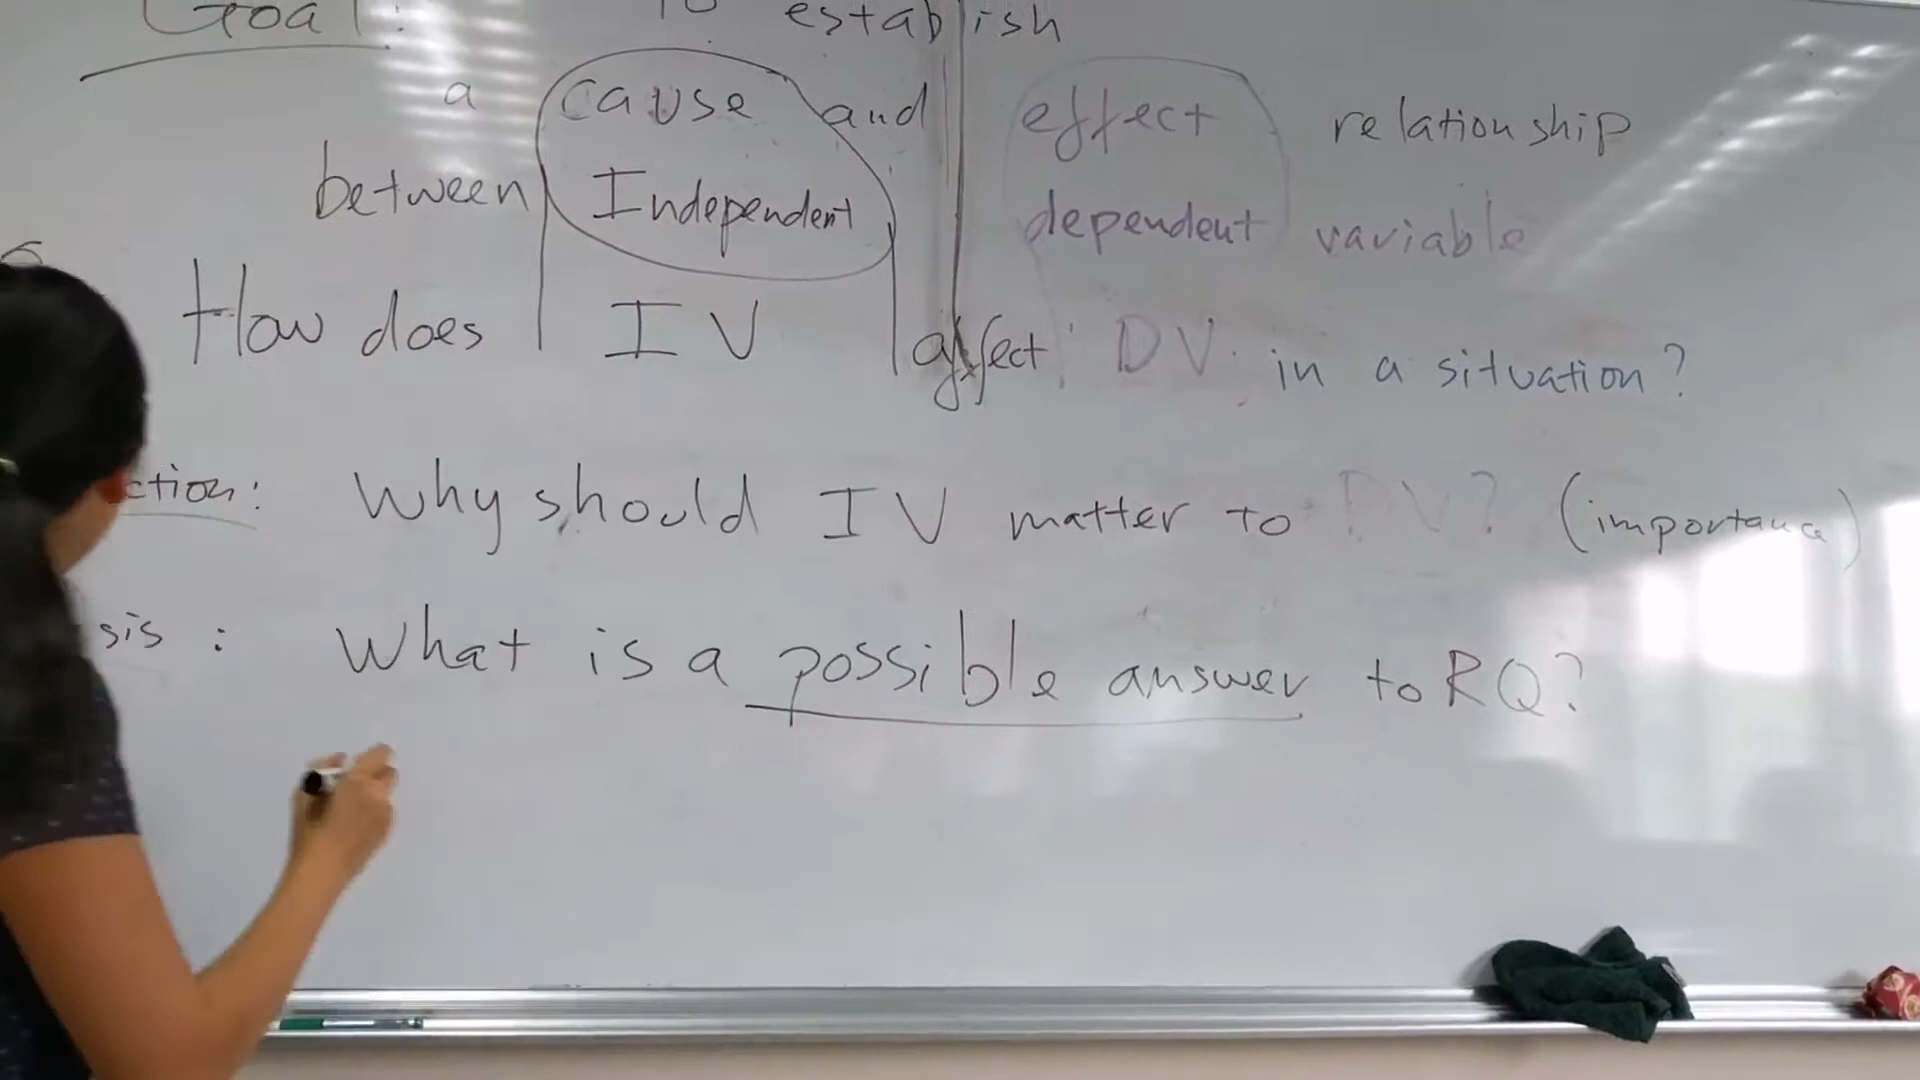 Goal: To establish
a cause and effect relationship
between Independent dependent variable
How does IV affect DV in a situation?
ction: Why should IV matter to DV? (importance)
sis : What is a possible answer to RQ?